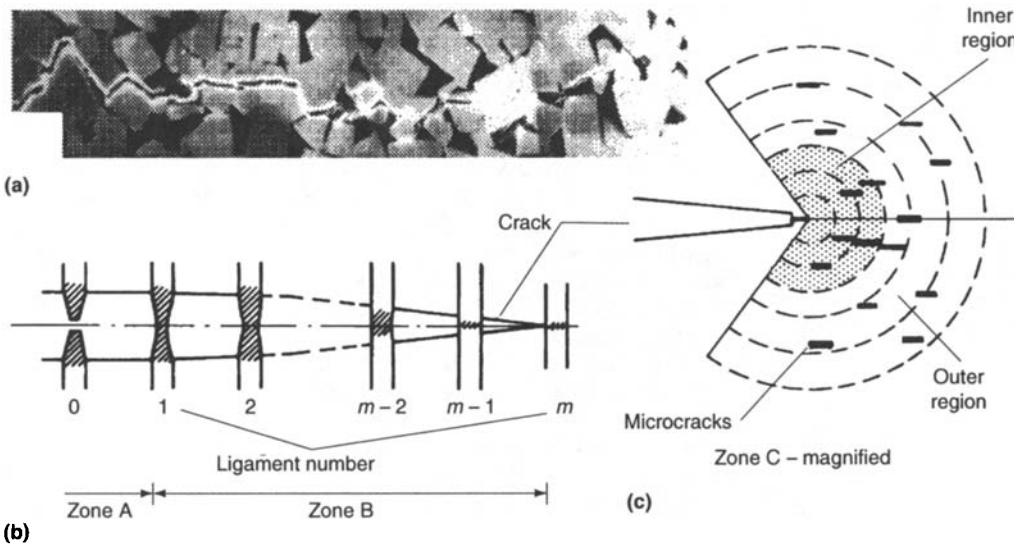 (a)
Inner
region
Crack
0
1
2
m – 2
m – 1
m
Ligament number
Zone A
Zone B
(b)
Outer
region
Microcracks
Zone C – magnified
(c)